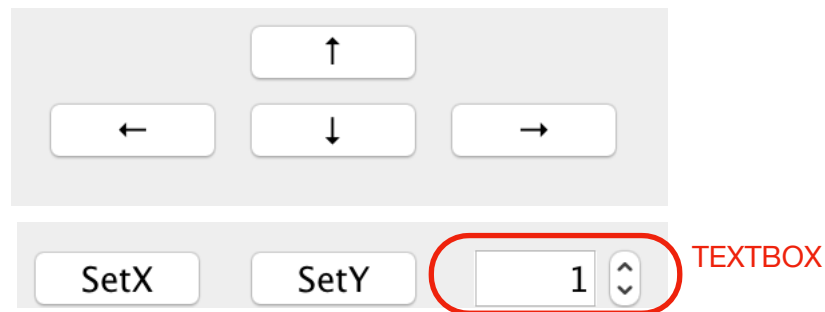 ↑
← ↓ →
SetX SetY 1 TEXTBOX